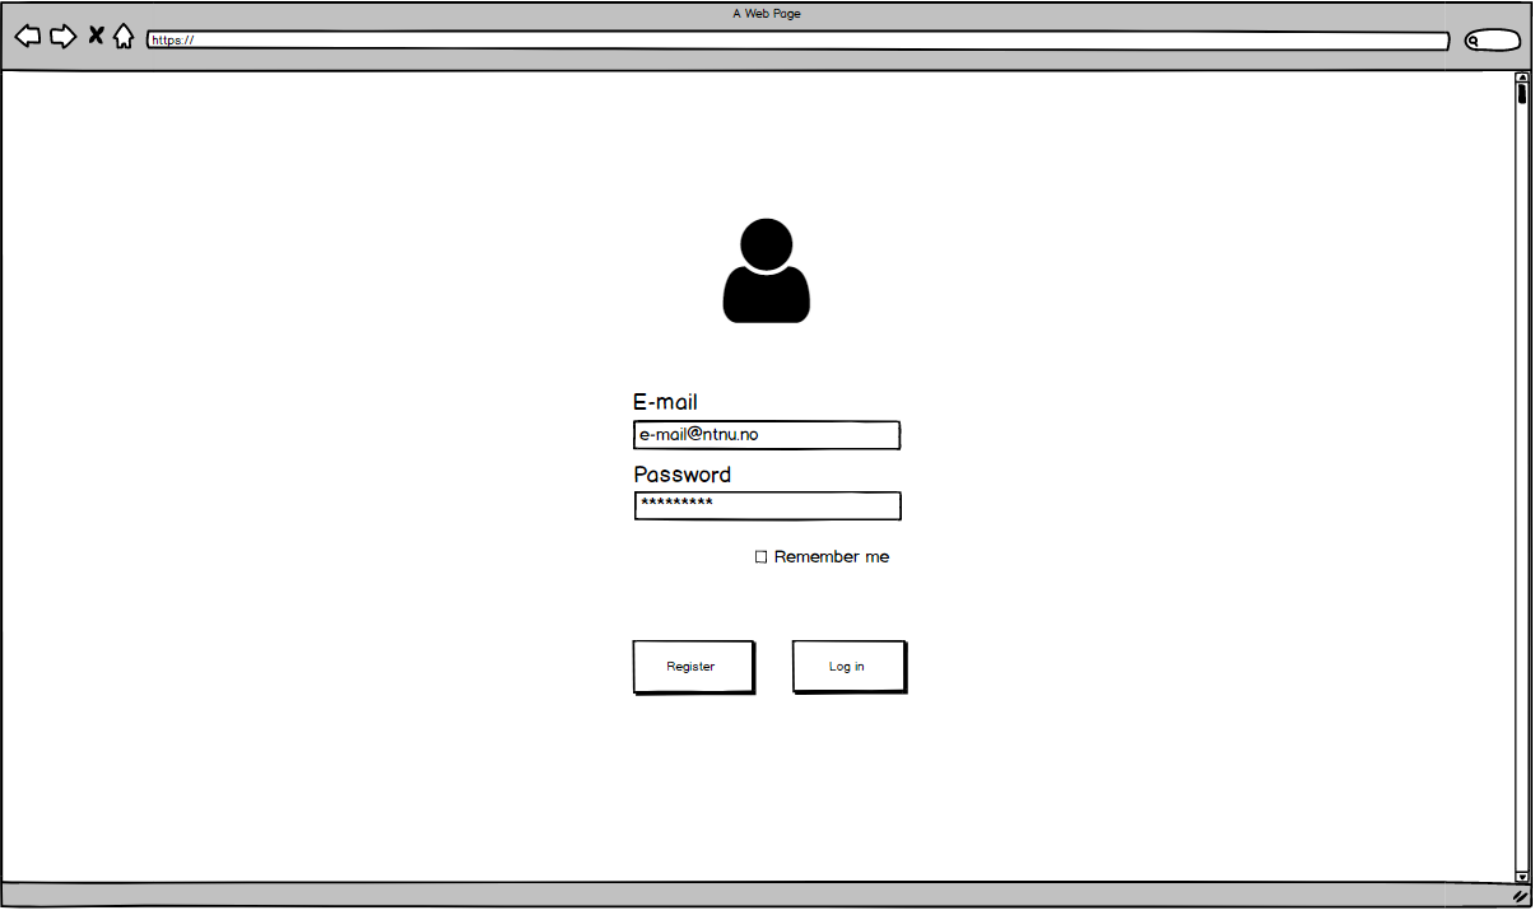 A Web Page
https://
E-mail
e-mail@ntnu.no
Password
*********
Remember me
Register
Log in